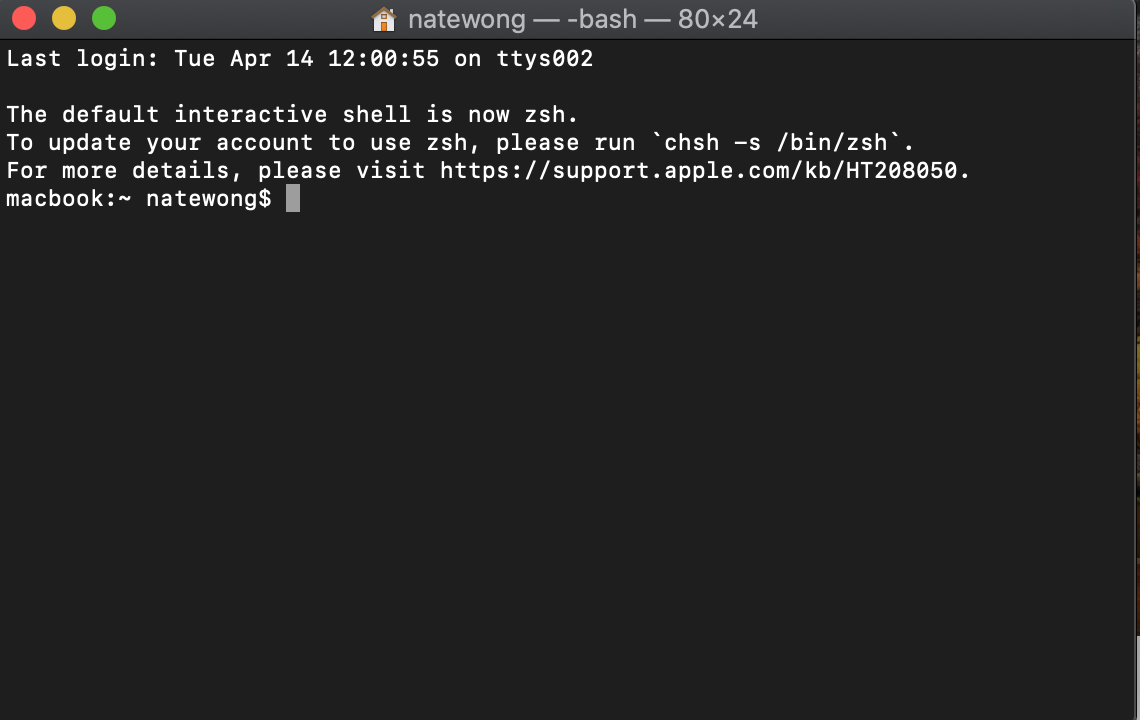 natewong — -bash — 80×24
Last login: Tue Apr 14 12:00:55 on ttys002
The default interactive shell is now zsh.
To update your account to use zsh, please run `chsh -s /bin/zsh`.
For more details, please visit https://support.apple.com/kb/HT208050.
macbook:~ natewong$